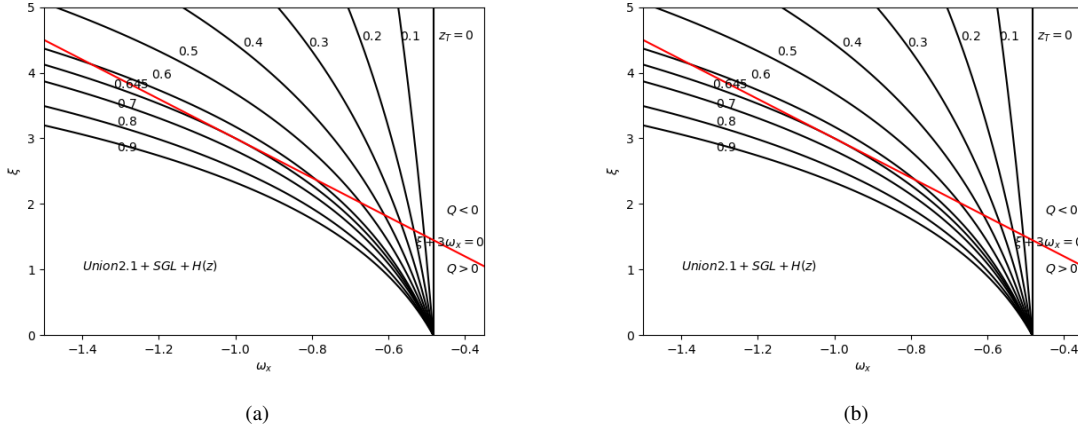 5
4
3
2
1
0
ξ
−1.4 −1.2 −1.0 −0.8 −0.6 −0.4
ω_x
0.5
0.4
0.3
0.2
0.1
z_T = 0
0.6
0.645
0.7
0.8
0.9
Q < 0
ξ + 3ω_x = 0
Q > 0
Union2.1 + SGL + H(z)
(a)
5
4
3
2
1
0
ξ
−1.4 −1.2 −1.0 −0.8 −0.6 −0.4
ω_x
0.5
0.4
0.3
0.2
0.1
z_T = 0
0.6
0.645
0.7
0.8
0.9
Q < 0
ξ + 3ω_x = 0
Q > 0
Union2.1 + SGL + H(z)
(b)